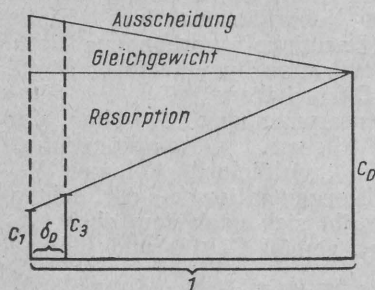 Ausscheidung
Gleichgewicht
Resorption
C_D
C_1 δ_D C_3
1